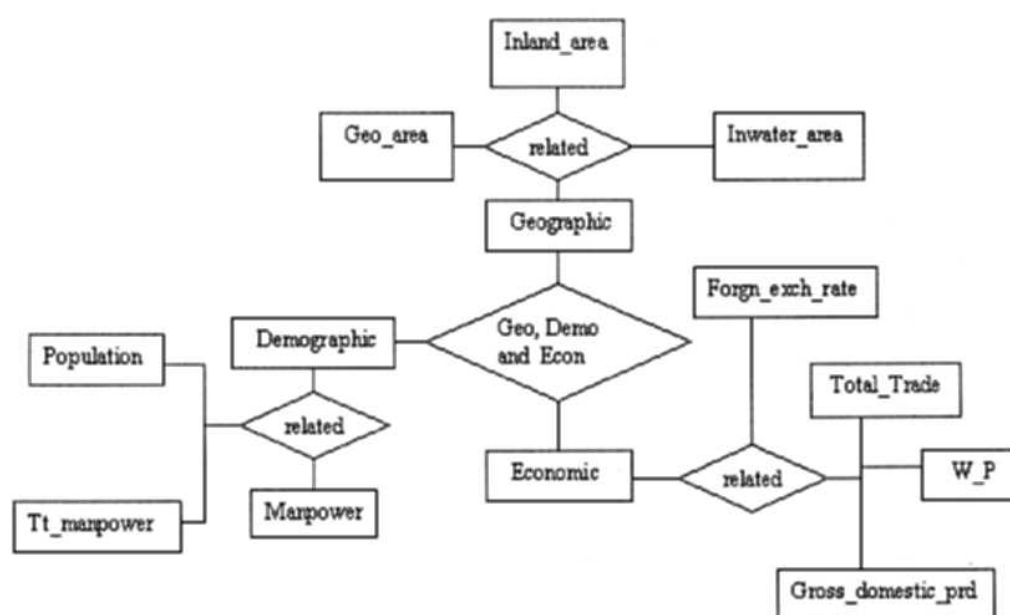 Inland_area
Geo_area
related
Inwater_area
Geographic
Forgn_exch_rate
Demographic
Geo, Demo
and Econ
Population
Total_Trade
related
Economic
related
W_P
Manpower
Tt_manpower
Gross_domestic_prd